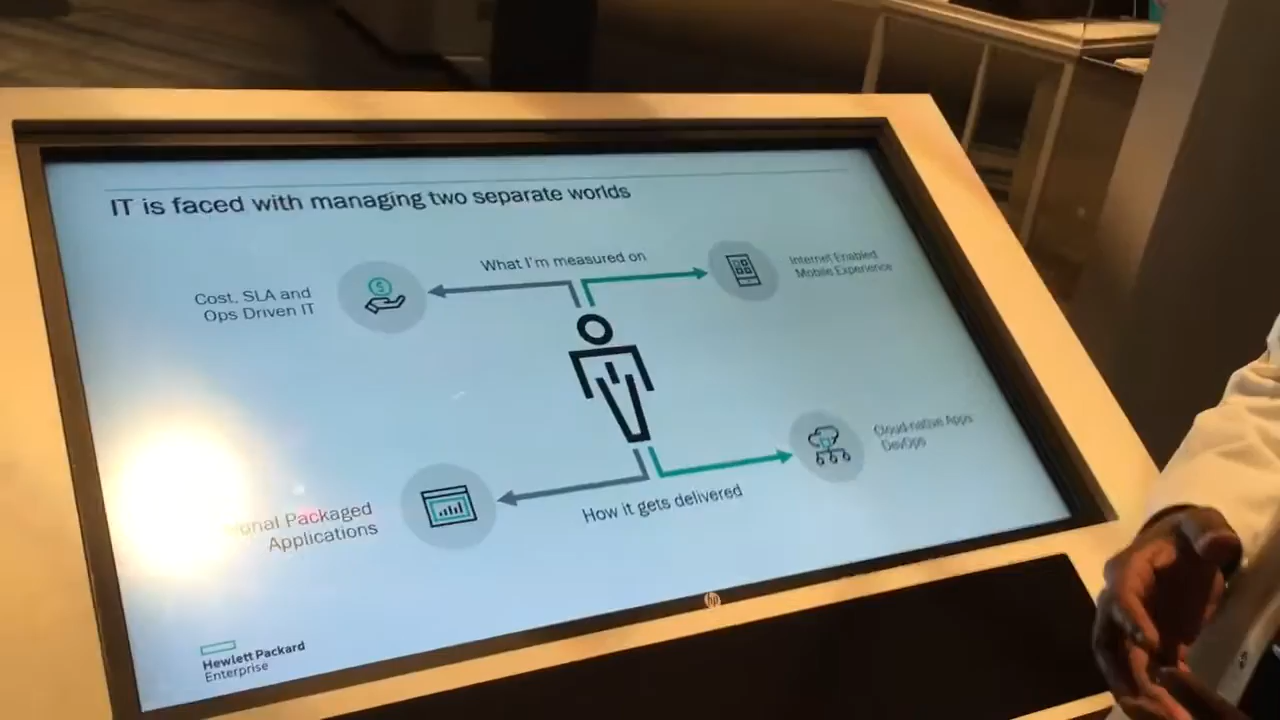 IT is faced with managing two separate worlds
What I'm measured on
Internet Enabled
Mobile Experience
Cost, SLA and
Ops Driven IT
$
Cloud-native Apps
DevOps
How it gets delivered
Packaged
Applications
hp
Hewlett Packard
Enterprise